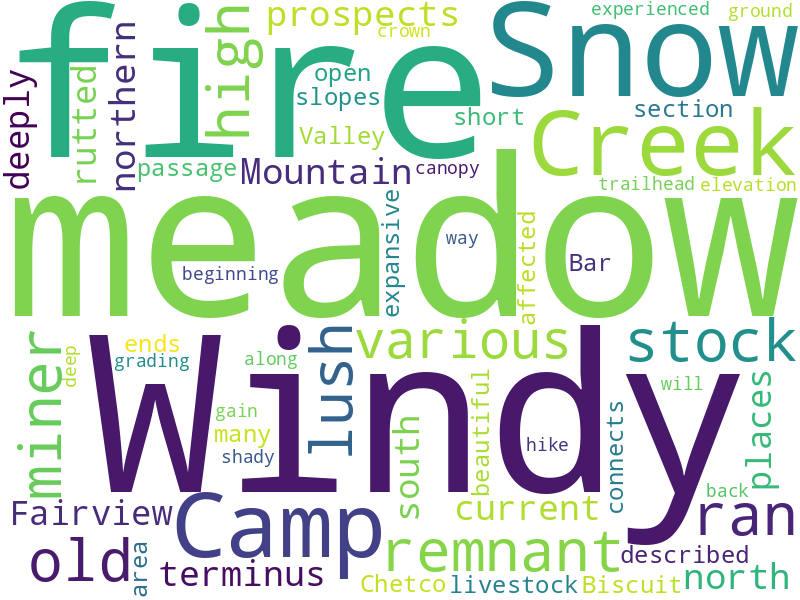 fire
Snow
experienced
ground
prospects
crown
high
northern
deeply
rutted
open
slopes
short
section
Valley
Creek
passage
Mountain
canopy
trailhead
elevation
meadow
expansive
affected
way
beginning
Bar
Windy
various
stock
ends
grading
deep
along
lush
miner
gain
many
shady
south
beautiful
hike
connects
will
places
back
Fairview
Camp
current
ran
old
area
terminus
remnant
described
Chetco
livestock
Biscuit
north